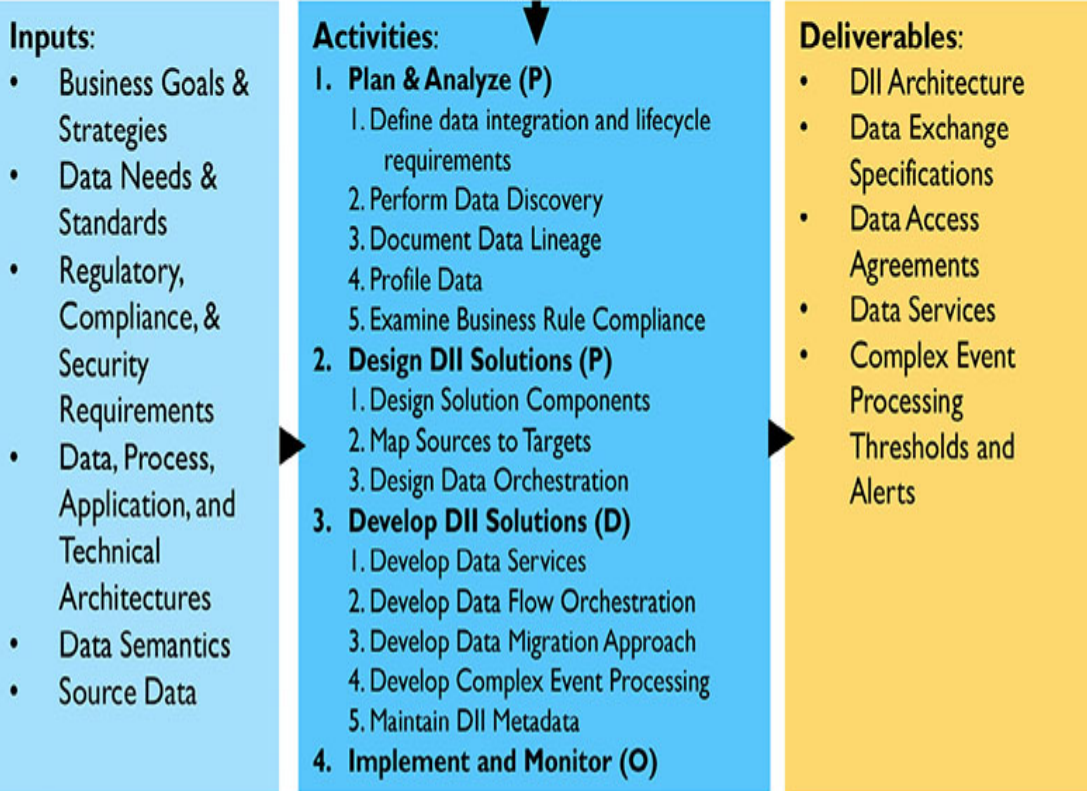 Inputs:
• Business Goals &
Strategies
• Data Needs &
Standards
• Regulatory,
Compliance, &
Security
Requirements
• Data, Process,
Application, and
Technical
Architectures
• Data Semantics
• Source Data
Activities:
1. Plan & Analyze (P)
1. Define data integration and lifecycle
requirements
2. Perform Data Discovery
3. Document Data Lineage
4. Profile Data
5. Examine Business Rule Compliance
2. Design DII Solutions (P)
1. Design Solution Components
2. Map Sources to Targets
3. Design Data Orchestration
3. Develop DII Solutions (D)
1. Develop Data Services
2. Develop Data Flow Orchestration
3. Develop Data Migration Approach
4. Develop Complex Event Processing
5. Maintain DII Metadata
4. Implement and Monitor (O)
Deliverables:
• DII Architecture
• Data Exchange
Specifications
• Data Access
Agreements
• Data Services
• Complex Event
Processing
Thresholds and
Alerts